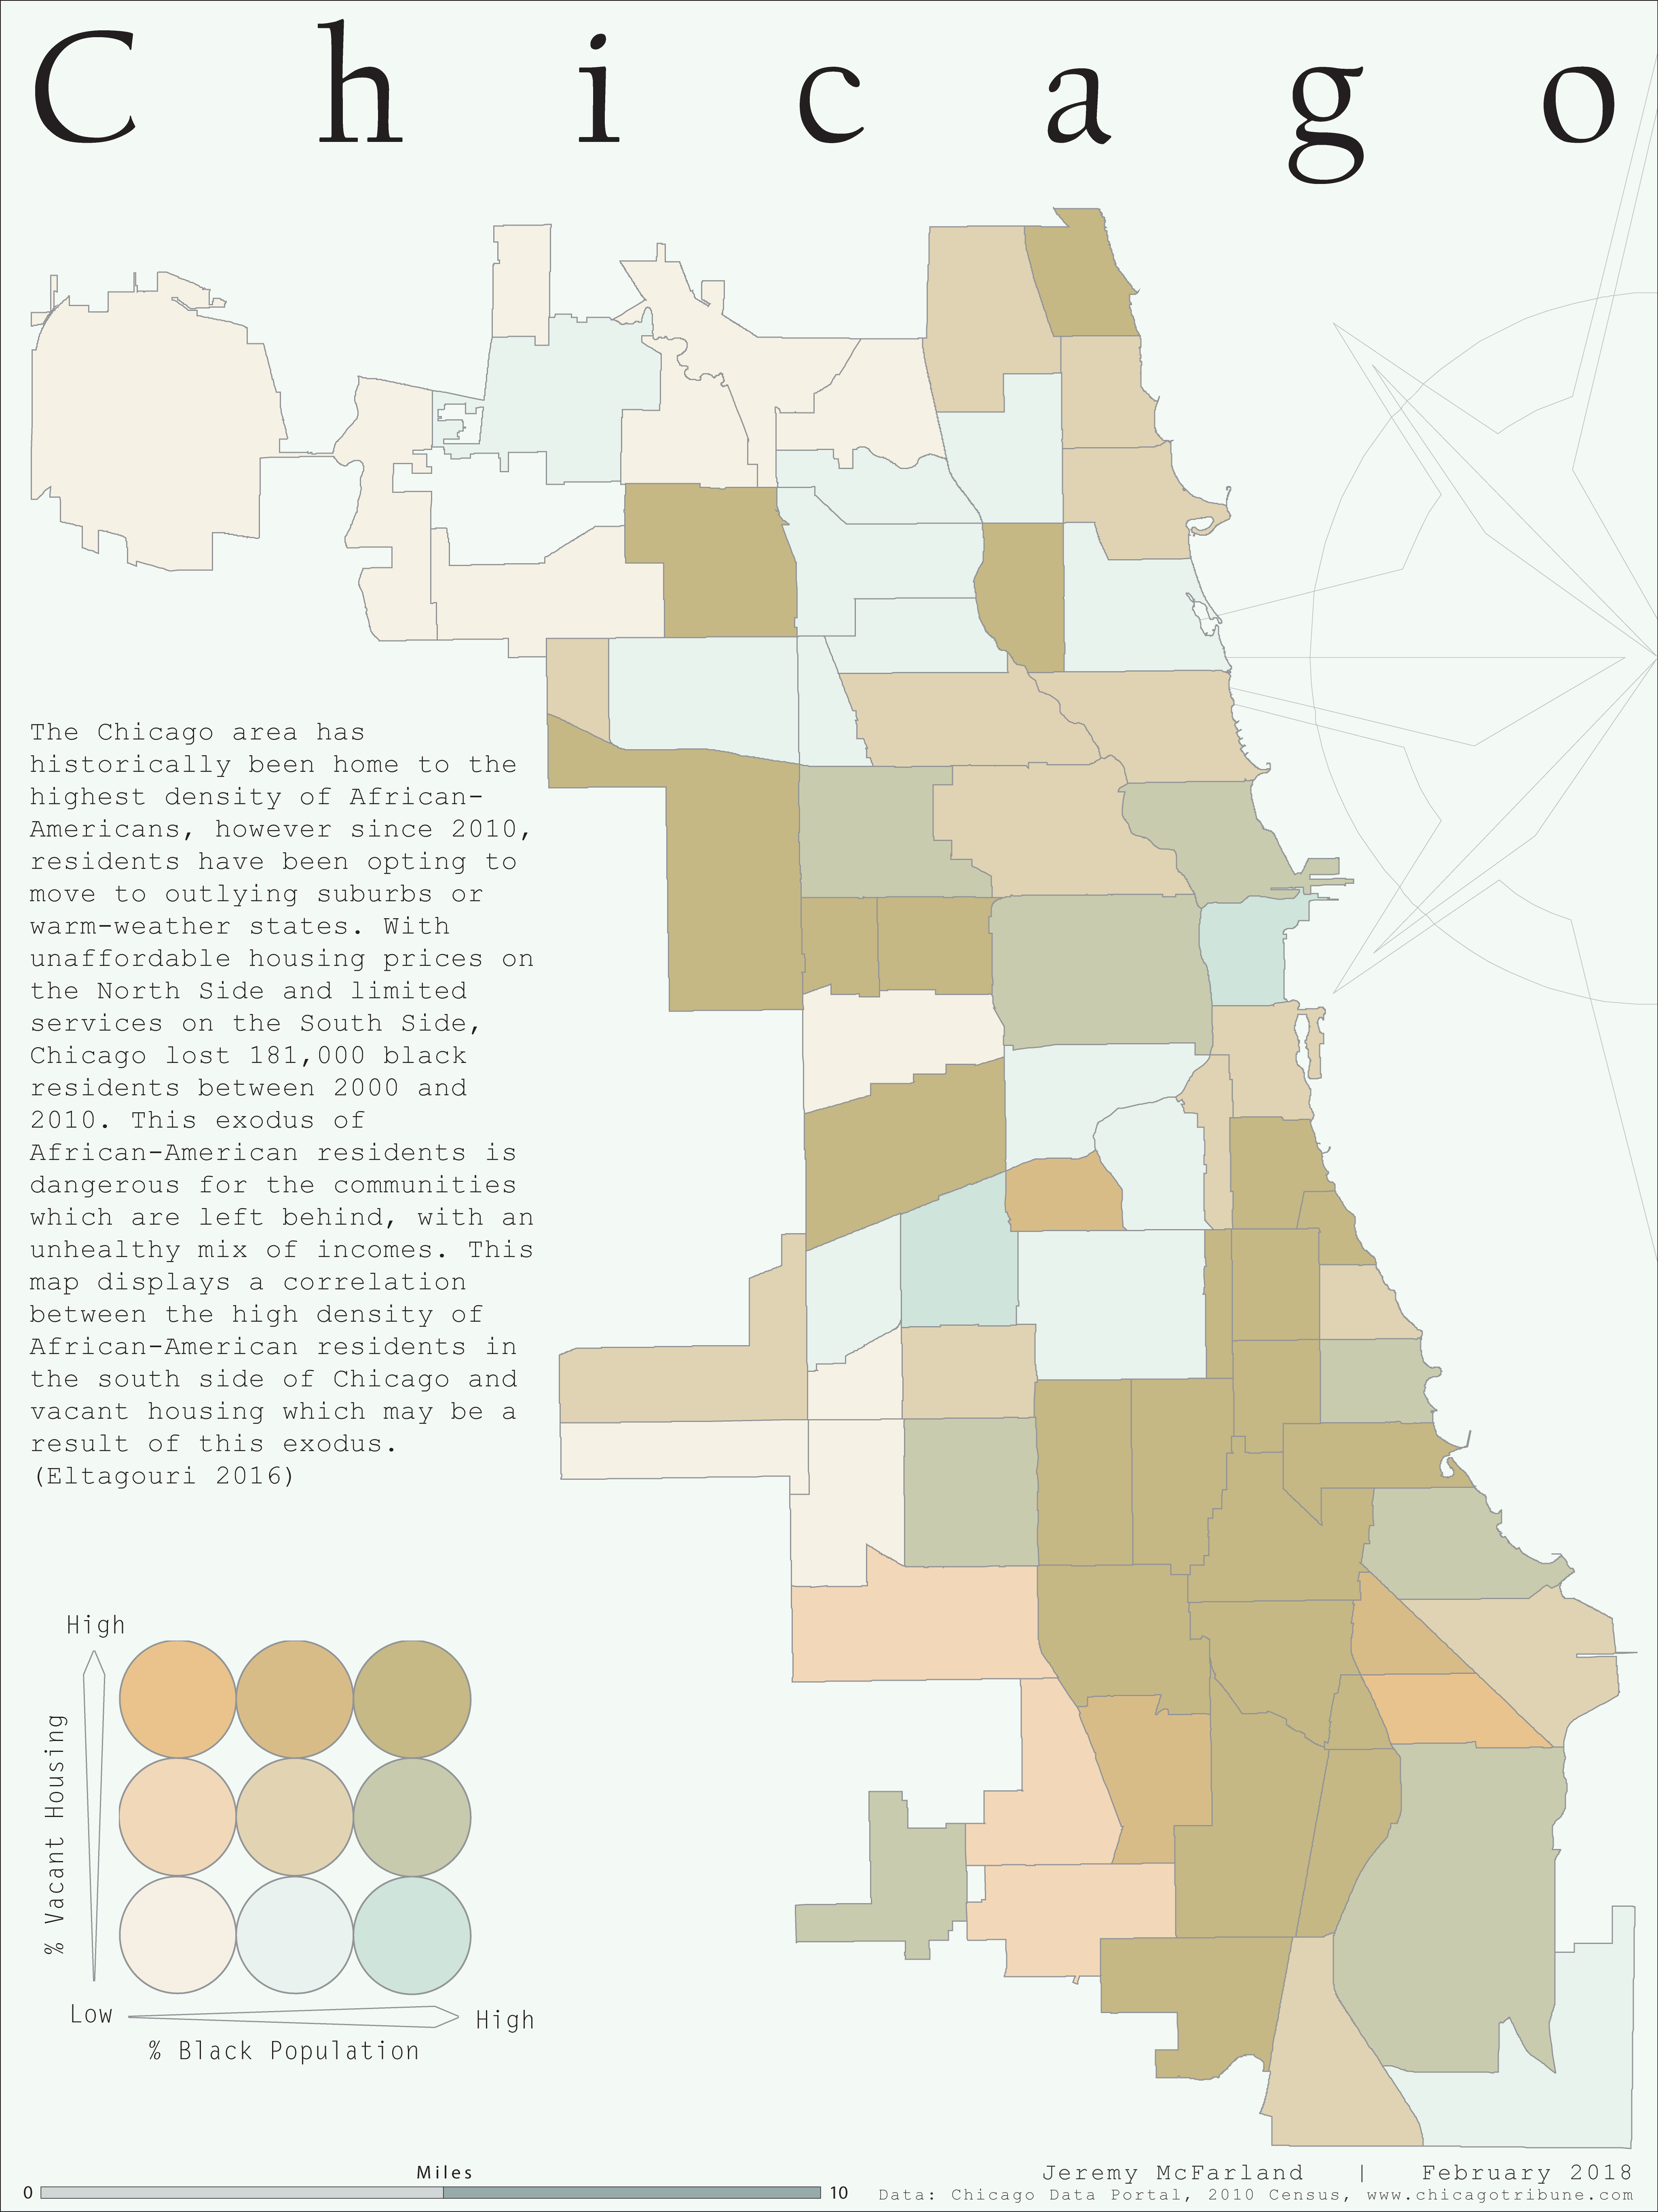 Chicago
The Chicago area has
historically been home to the
highest density of African-
Americans, however since 2010,
residents have been opting to
move to outlying suburbs or
warm-weather states. With
unaffordable housing prices on
the North Side and limited
services on the South Side,
Chicago lost 181,000 black
residents between 2000 and
2010. This exodus of
African-American residents is
dangerous for the communities
which are left behind, with an
unhealthy mix of incomes. This
map displays a correlation
between the high density of
African-American residents in
the south side of Chicago and
vacant housing which may be a
result of this exodus.
(Eltagouri 2016)
High
% Vacant Housing
Low
High
% Black Population
Miles
0
10
Jeremy McFarland | February 2018
Data: Chicago Data Portal, 2010 Census, www.chicagotribune.com